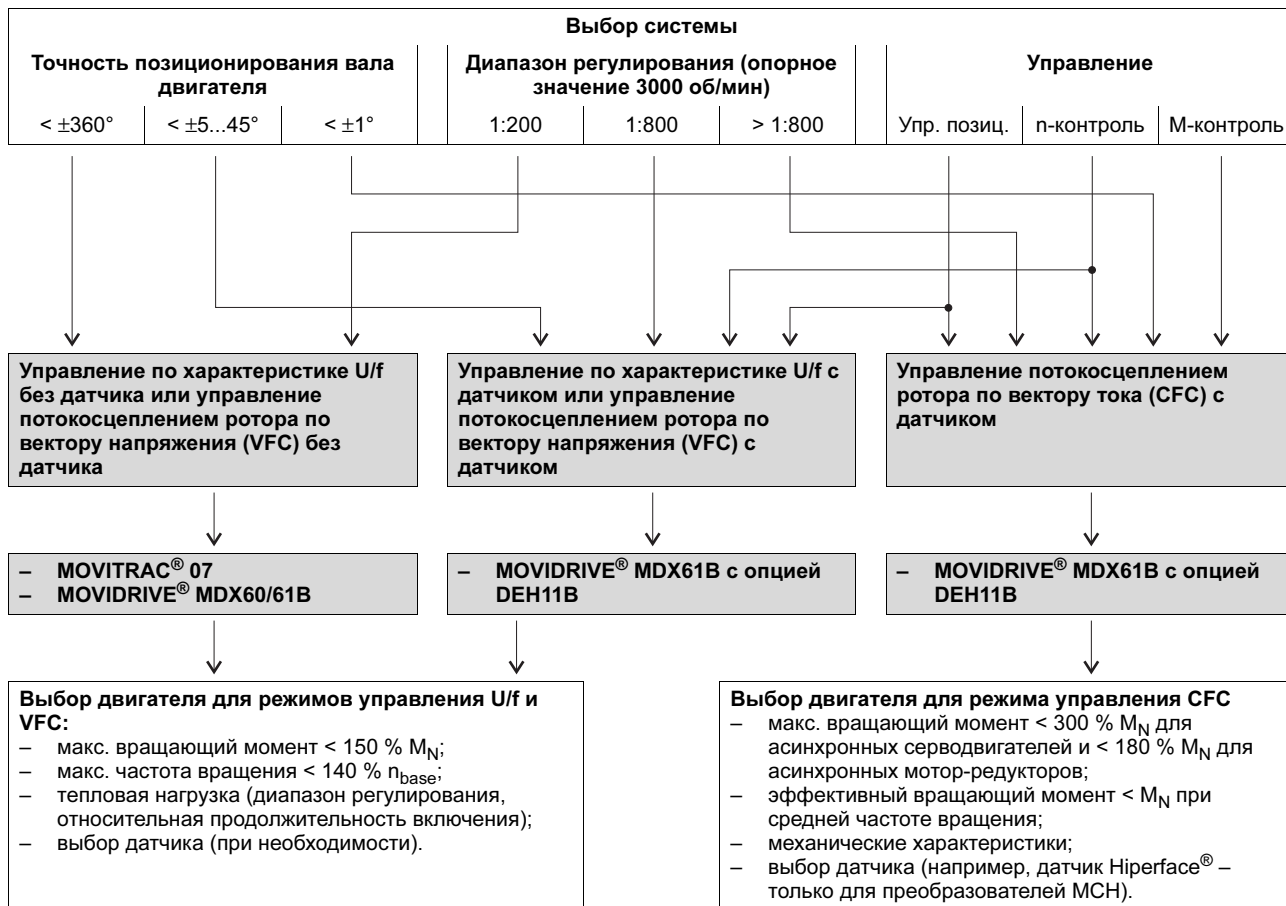 Выбор системы
Точность позиционирования вала
двигателя
Диапазон регулирования (опорное
значение 3000 об/мин)
Управление
< ±360°
< ±5...45°
< ±1°
1:200
1:800
> 1:800
Упр. позиц.
n-контроль
М-контроль
Управление по характеристике U/f
без датчика или управление
потокосцеплением ротора по
вектору напряжения (VFC) без
датчика
Управление по характеристике U/f с
датчиком или управление
потокосцеплением ротора по
вектору напряжения (VFC) с
датчиком
Управление потокосцеплением
ротора по вектору тока (CFC) с
датчиком
– MOVITRAC® 07
– MOVIDRIVE® MDX60/61B
– MOVIDRIVE® MDX61B с опцией
DEH11B
– MOVIDRIVE® MDX61B с опцией
DEH11B
Выбор двигателя для режимов управления U/f и
VFC:
– макс. вращающий момент < 150 % MN;
– макс. частота вращения < 140 % nbase;
– тепловая нагрузка (диапазон регулирования,
относительная продолжительность включения);
– выбор датчика (при необходимости).
Выбор двигателя для режима управления CFC
– макс. вращающий момент < 300 % MN для
асинхронных серводвигателей и < 180 % MN для
асинхронных мотор-редукторов;
– эффективный вращающий момент < MN при
средней частоте вращения;
– механические характеристики;
– выбор датчика (например, датчик Hiperface® –
только для преобразователей MCH).